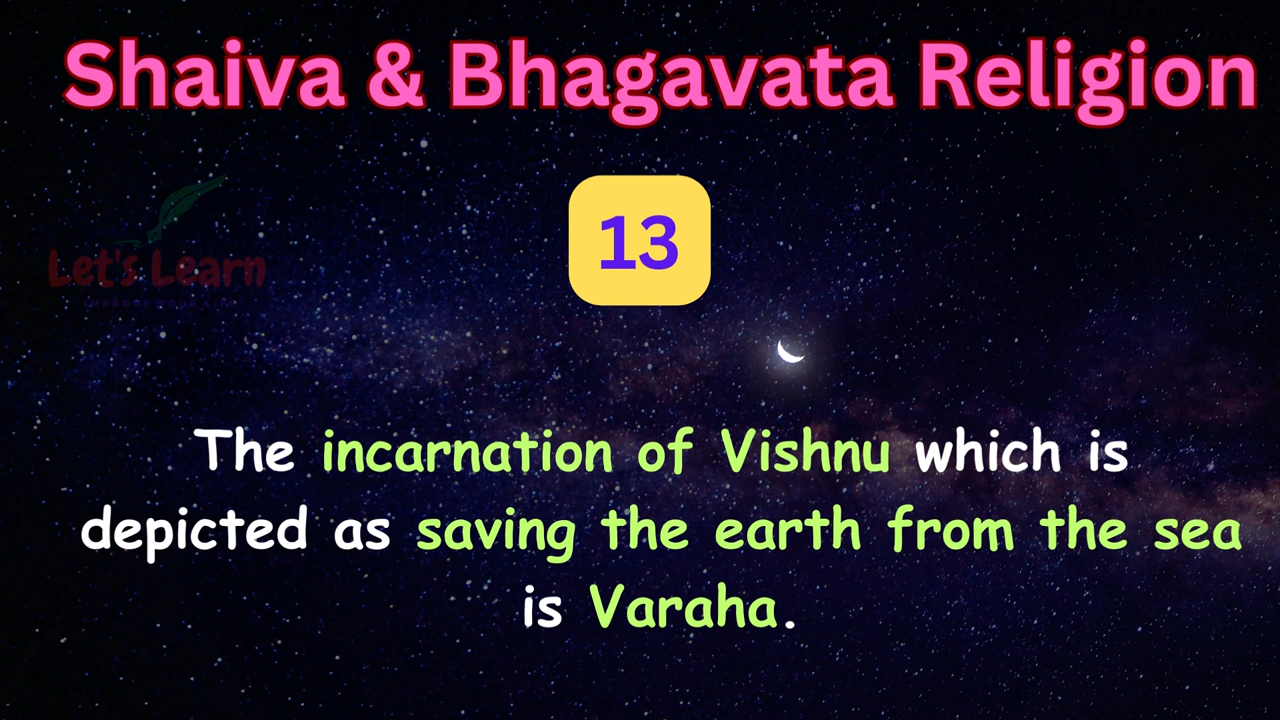 Shaiva & Bhagavata Religion
13
Let's Learn
The incarnation of Vishnu which is
depicted as saving the earth from the sea
is Varaha.